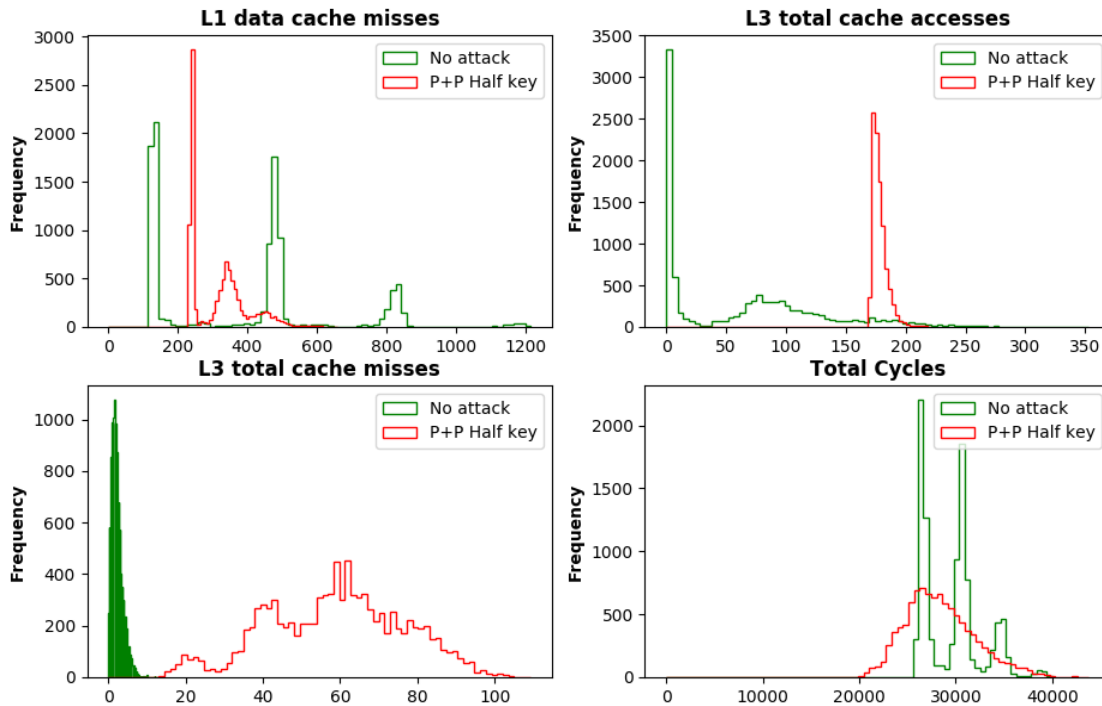 L1 data cache misses
Frequency
3000
2500
2000
1500
1000
500
0
No attack
P+P Half key
0 200 400 600 800 1000 1200
L3 total cache accesses
Frequency
3500
3000
2500
2000
1500
1000
500
0
No attack
P+P Half key
0 50 100 150 200 250 300 350
L3 total cache misses
Frequency
1000
800
600
400
200
0
No attack
P+P Half key
0 20 40 60 80 100
Total Cycles
Frequency
2000
1500
1000
500
0
No attack
P+P Half key
0 10000 20000 30000 40000